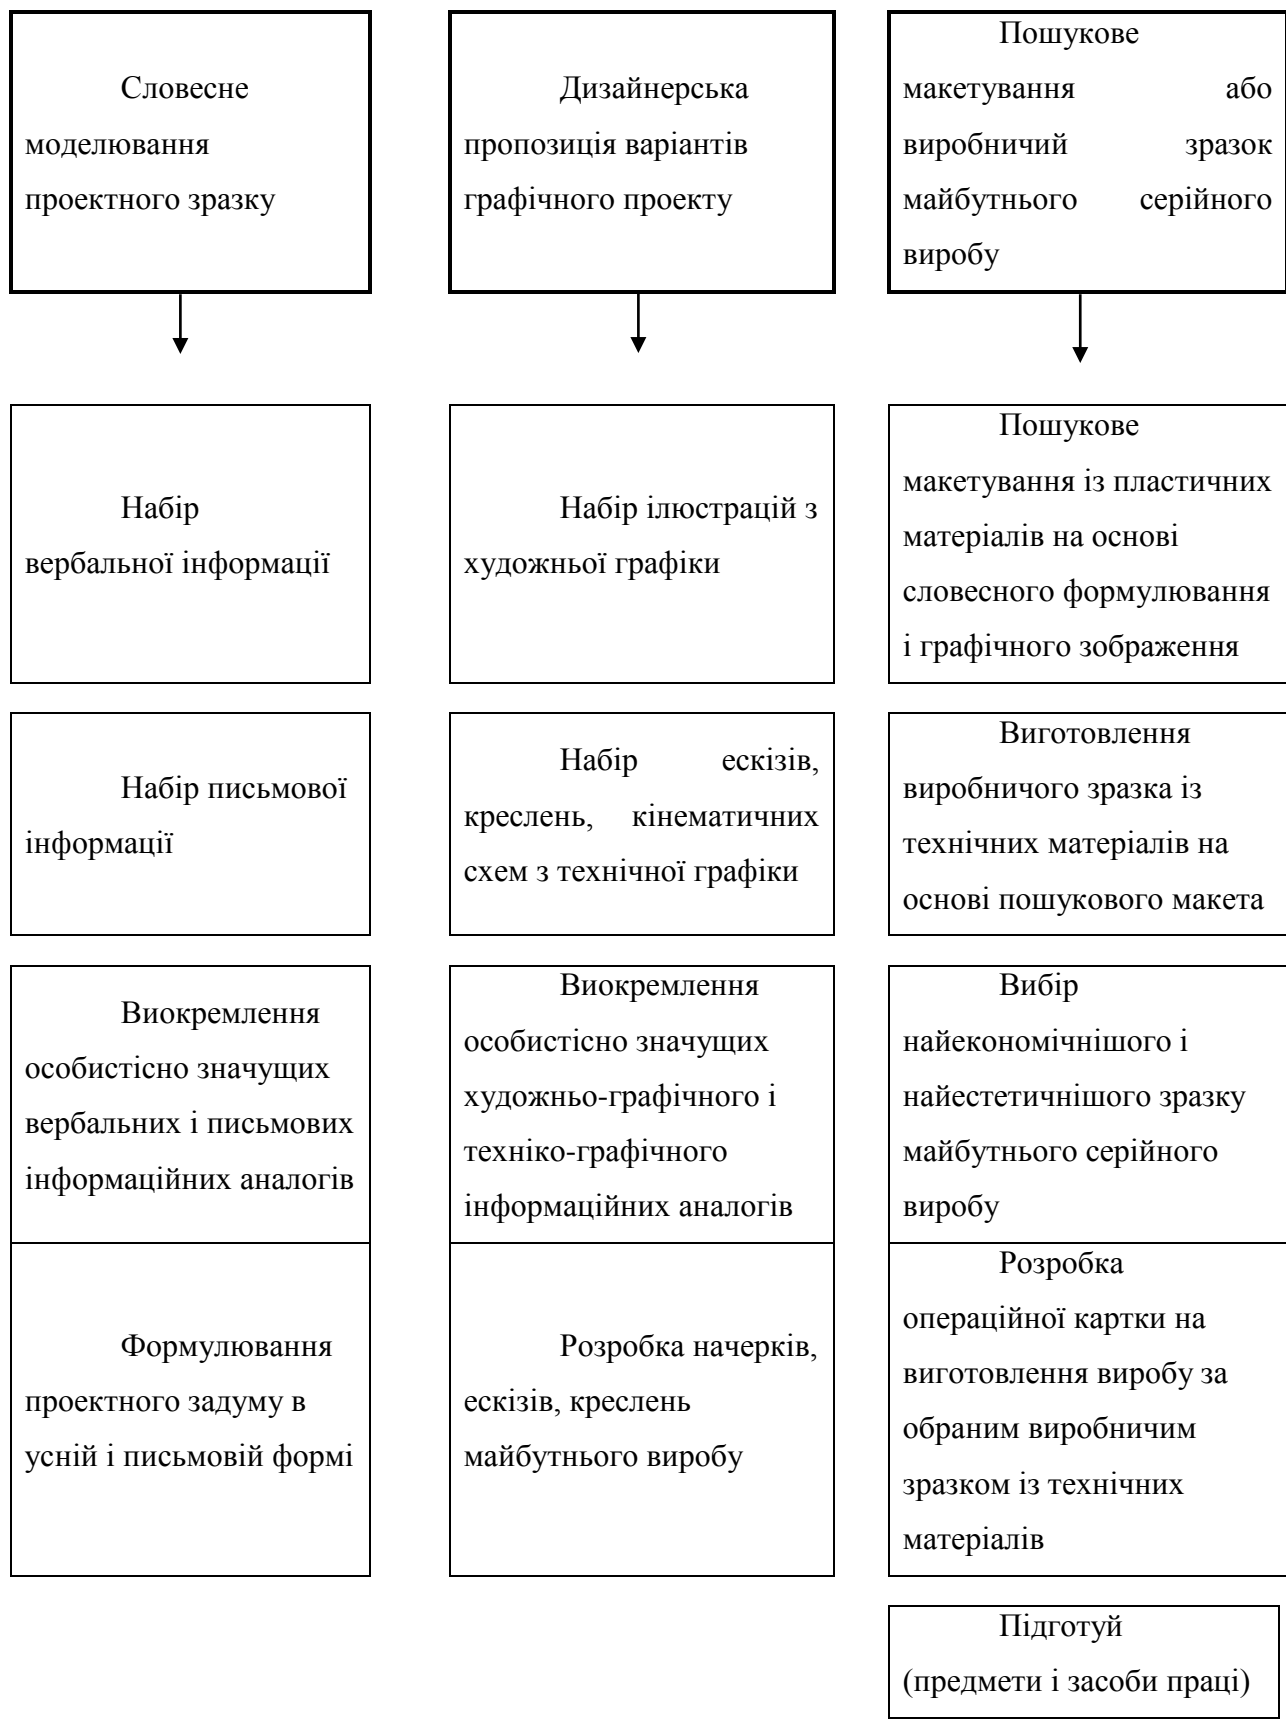 Словесне
моделювання
проектного зразку
Дизайнерська
пропозиція варіантів
графічного проекту
Пошукове
макетування або
виробничий зразок
майбутнього серійного
виробу
Набір
вербальної інформації
Набір ілюстрацій з
художньої графіки
Пошукове
макетування із пластичних
матеріалів на основі
словесного формулювання
і графічного зображення
Набір письмової
інформації
Набір ескізів,
креслень, кінематичних
схем з технічної графіки
Виготовлення
виробничого зразка із
технічних матеріалів на
основі пошукового макета
Виокремлення
особистісно значущих
вербальних і письмових
інформаційних аналогів
Виокремлення
особистісно значущих
художньо-графічного і
техніко-графічного
інформаційних аналогів
Вибір
найекономічнішого і
найестетичнішого зразку
майбутнього серійного
виробу
Формулювання
проектного задуму в
усній і письмовій формі
Розробка начерків,
ескізів, креслень
майбутнього виробу
Розробка
операційної картки на
виготовлення виробу за
обраним виробничим
зразком із технічних
матеріалів
Підготуй
(предмети і засоби праці)